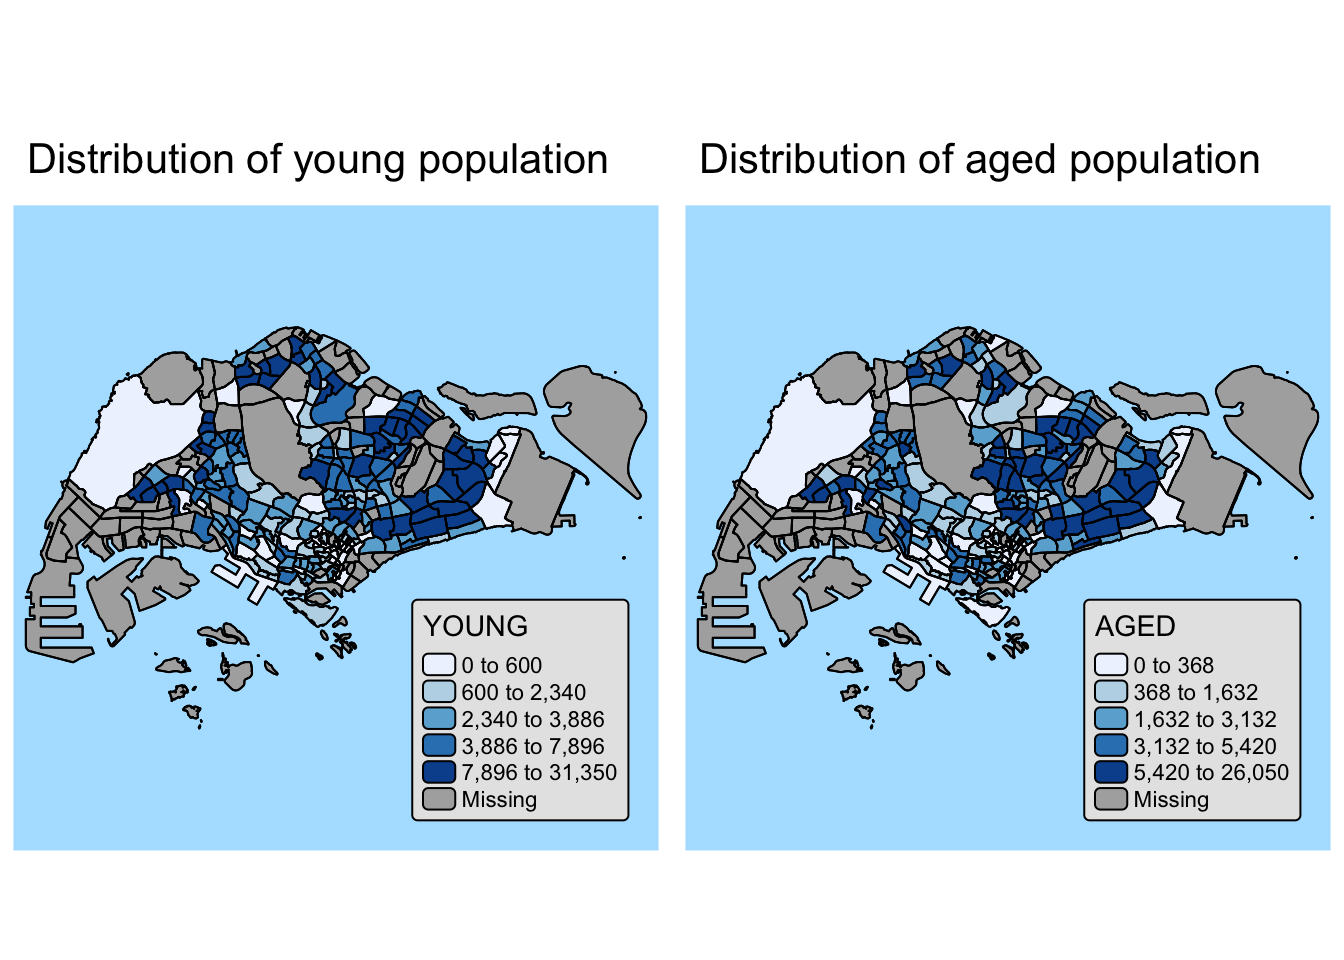 Distribution of young population
YOUNG
0 to 600
600 to 2,340
2,340 to 3,886
3,886 to 7,896
7,896 to 31,350
Missing
Distribution of aged population
AGED
0 to 368
368 to 1,632
1,632 to 3,132
3,132 to 5,420
5,420 to 26,050
Missing